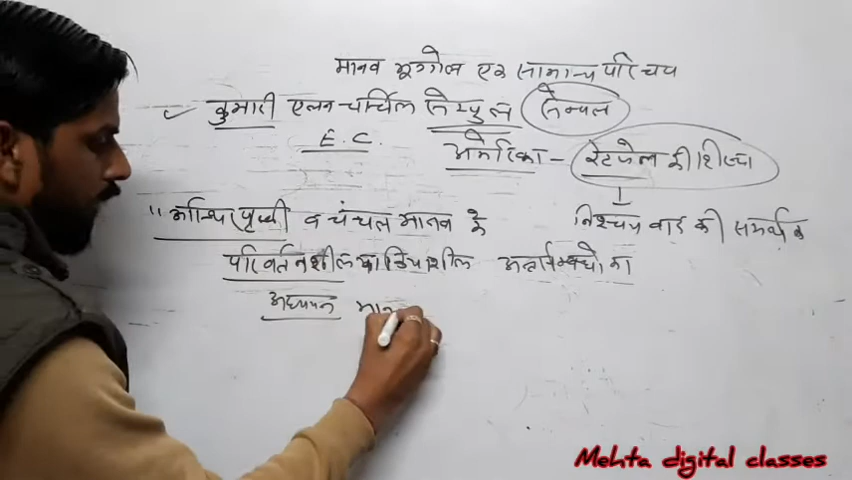 मानव भूगोल एक सामान्य परिचय
कुमारी एलन चर्चिल सेम्पुल सेम्पल
E.C.
अमेरिका - रेटजेल की शिष्या
निश्चयवाद की समर्थक
" अस्थिर पृथ्वी व चंचल मानव के
परिवर्तनशील या क्रियाशील अन्तर्सम्बन्धो का
अध्ययन मान
Mehta digital classes